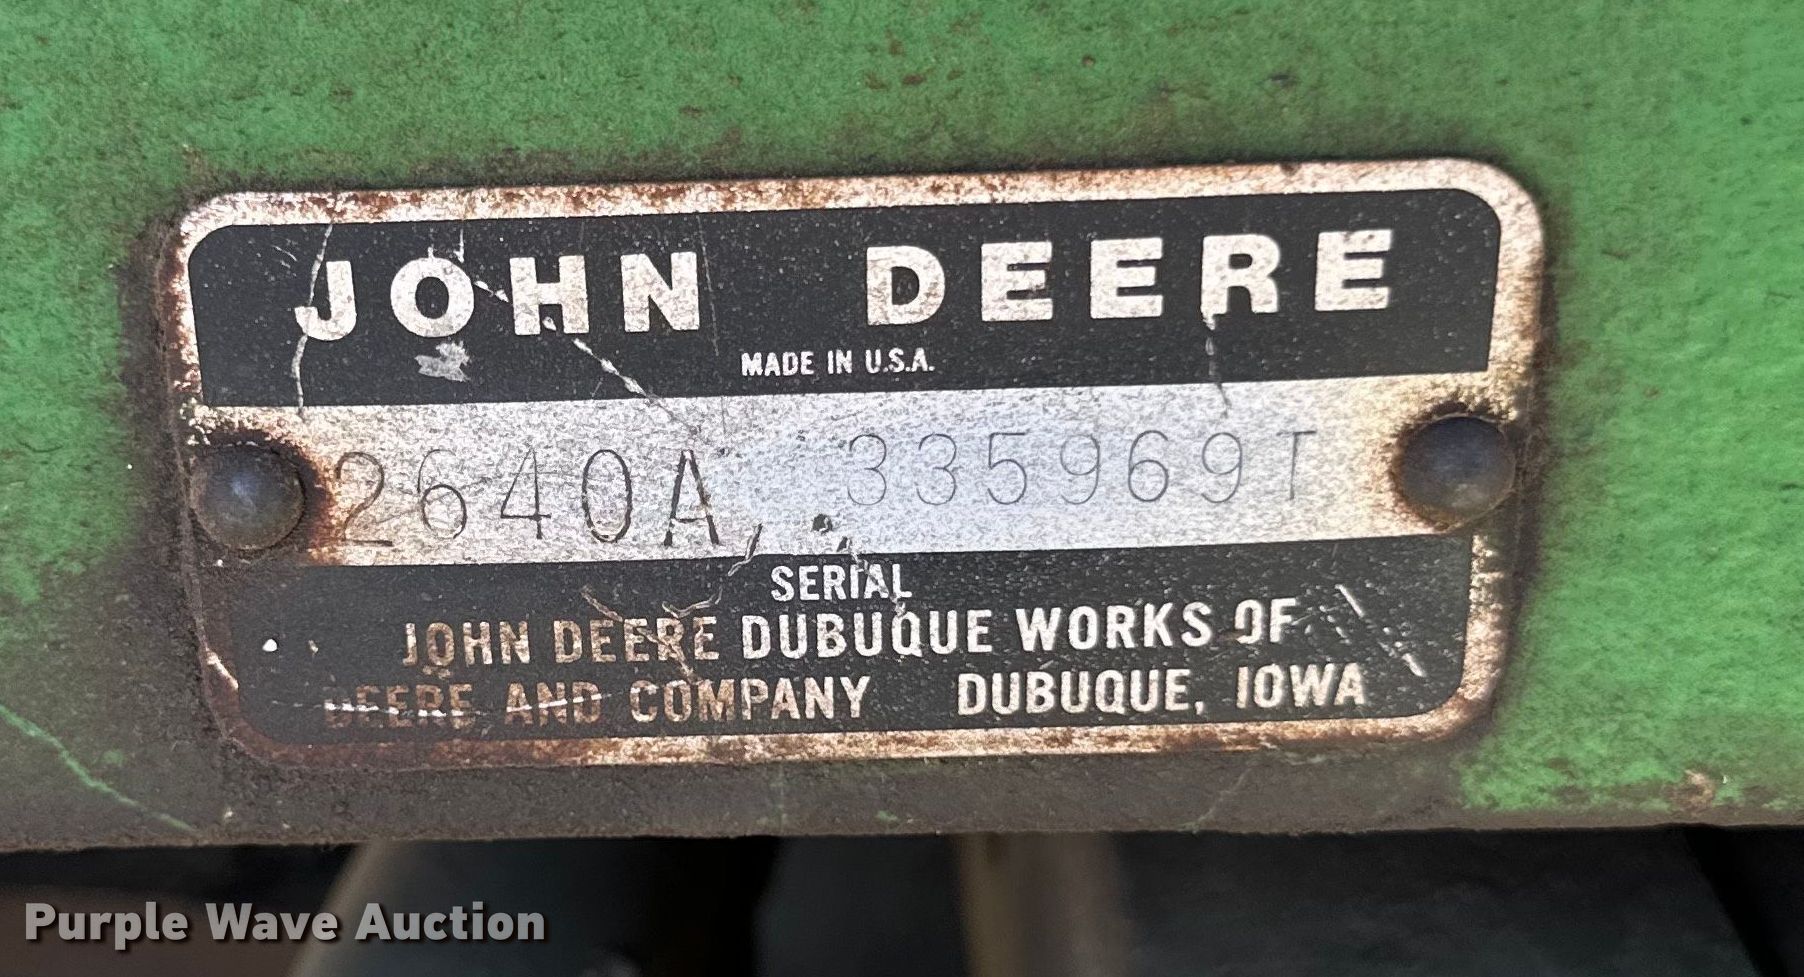 JOHN DEERE
MADE IN U.S.A.
2640A 335969T
SERIAL
JOHN DEERE DUBUQUE WORKS OF
DEERE AND COMPANY DUBUQUE, IOWA
Purple Wave Auction